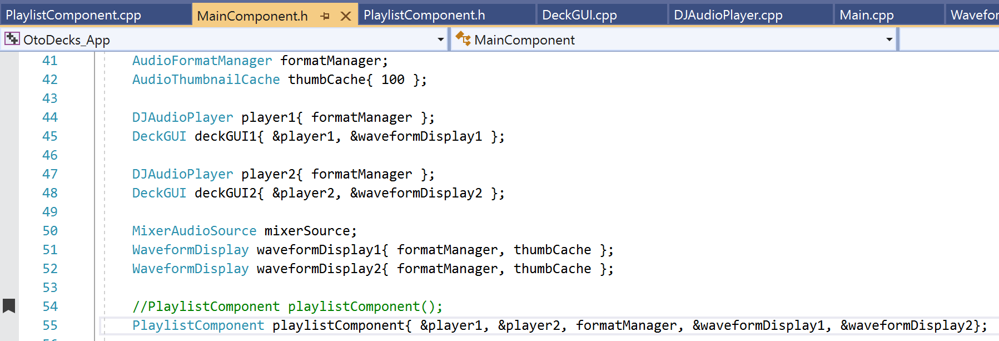 PlaylistComponent.cpp MainComponent.h PlaylistComponent.h DeckGUI.cpp DJAudioPlayer.cpp Main.cpp Wavefor
OtoDecks_App MainComponent
41 AudioFormatManager formatManager;
42 AudioThumbnailCache thumbCache{ 100 };
43
44 DJAudioPlayer player1{ formatManager };
45 DeckGUI deckGUI1{ &player1, &waveformDisplay1 };
46
47 DJAudioPlayer player2{ formatManager };
48 DeckGUI deckGUI2{ &player2, &waveformDisplay2 };
49
50 MixerAudioSource mixerSource;
51 WaveformDisplay waveformDisplay1{ formatManager, thumbCache };
52 WaveformDisplay waveformDisplay2{ formatManager, thumbCache };
53
54 //PlaylistComponent playlistComponent();
55 PlaylistComponent playlistComponent{ &player1, &player2, formatManager, &waveformDisplay1, &waveformDisplay2};